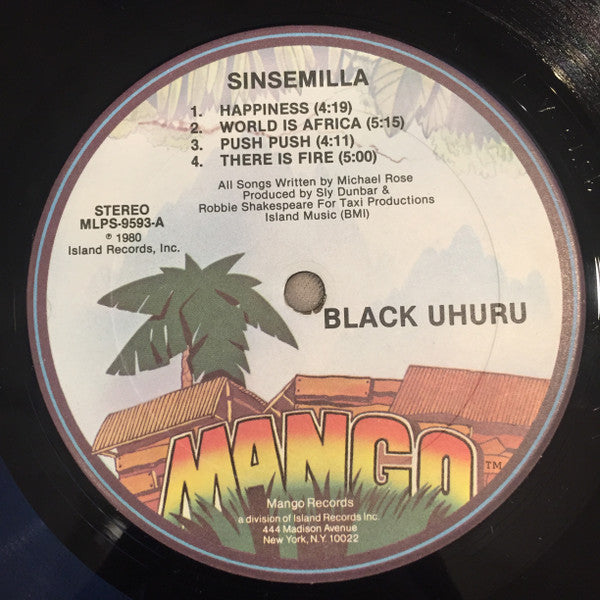 SINSEMILLA
1. HAPPINESS (4:19)
2. WORLD IS AFRICA (5:15)
3. PUSH PUSH (4:11)
4. THERE IS FIRE (5:00)
All Songs Written by Michael Rose
Produced by Sly Dunbar &
Robbie Shakespeare For Taxi Productions
Island Music (BMI)
STEREO
MLPS-9593-A
℗ 1980
Island Records, Inc.
BLACK UHURU
MANGO TM
Mango Records
a division of Island Records Inc.
444 Madison Avenue
New York, N.Y. 10022